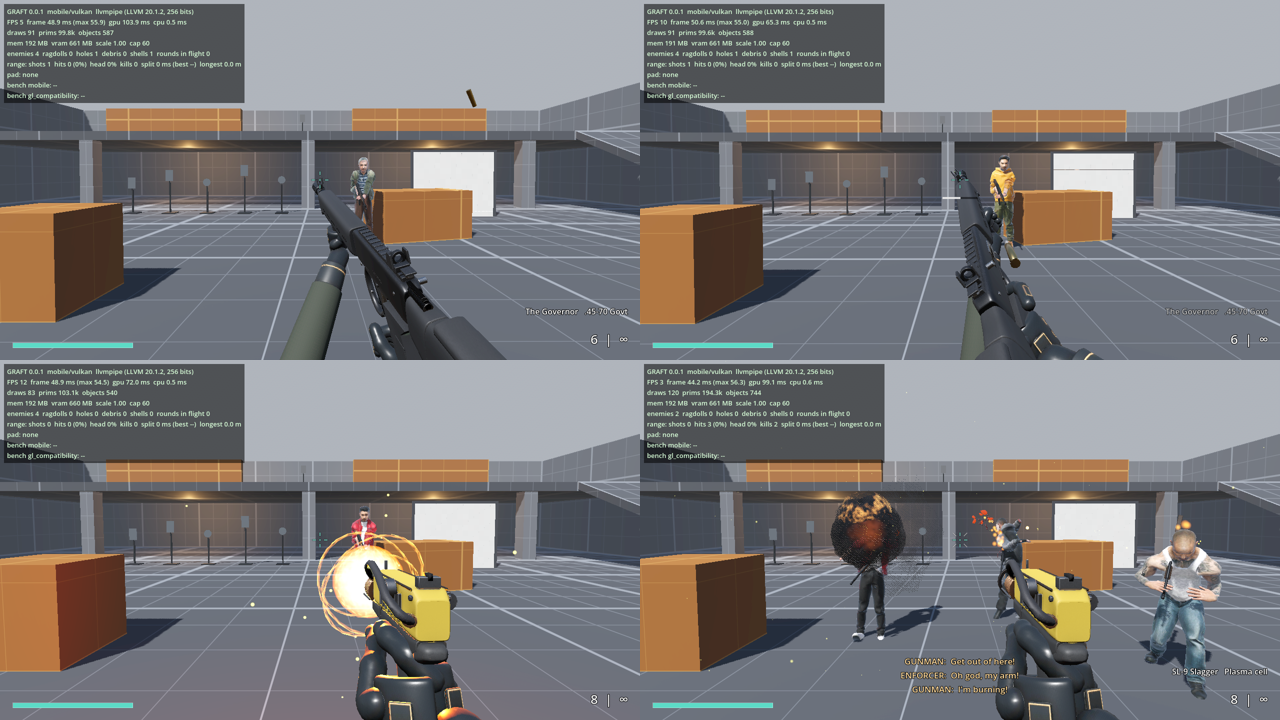 GRAFT 0.0.1 mobile/vulkan llvmpipe (LLVM 20.1.2, 256 bits)
FPS 5 frame 48.9 ms (max 55.9) gpu 103.9 ms cpu 0.5 ms
draws 91 prims 99.8k objects 587
mem 192 MB vram 661 MB scale 1.00 cap 60
enemies 4 ragdolls 0 holes 1 debris 0 shells 1 rounds in flight 0
range: shots 1 hits 0 (0%) head 0% kills 0 split 0 ms (best --) longest 0.0 m
pad: none
bench mobile: --
bench gl_compatibility: --
The Governor .45-70 Govt
6 | ∞
GRAFT 0.0.1 mobile/vulkan llvmpipe (LLVM 20.1.2, 256 bits)
FPS 10 frame 50.6 ms (max 55.0) gpu 65.3 ms cpu 0.5 ms
draws 91 prims 99.6k objects 588
mem 191 MB vram 661 MB scale 1.00 cap 60
enemies 4 ragdolls 0 holes 1 debris 0 shells 1 rounds in flight 0
range: shots 1 hits 0 (0%) head 0% kills 0 split 0 ms (best --) longest 0.0 m
pad: none
bench mobile: --
bench gl_compatibility: --
The Governor .45-70 Govt
6 | ∞
GRAFT 0.0.1 mobile/vulkan llvmpipe (LLVM 20.1.2, 256 bits)
FPS 12 frame 48.9 ms (max 54.5) gpu 72.0 ms cpu 0.5 ms
draws 83 prims 103.1k objects 540
mem 192 MB vram 660 MB scale 1.00 cap 60
enemies 4 ragdolls 0 holes 0 debris 0 shells 0 rounds in flight 0
range: shots 0 hits 0 (0%) head 0% kills 0 split 0 ms (best --) longest 0.0 m
pad: none
bench mobile: --
bench gl_compatibility: --
8 | ∞
GRAFT 0.0.1 mobile/vulkan llvmpipe (LLVM 20.1.2, 256 bits)
FPS 3 frame 44.2 ms (max 56.3) gpu 99.1 ms cpu 0.6 ms
draws 120 prims 194.3k objects 744
mem 192 MB vram 661 MB scale 1.00 cap 60
enemies 2 ragdolls 0 holes 0 debris 0 shells 0 rounds in flight 0
range: shots 0 hits 3 (0%) head 0% kills 2 split 0 ms (best --) longest 0.0 m
pad: none
bench mobile: --
bench gl_compatibility: --
GUNMAN: Get out of here!
ENFORCER: Oh god, my arm!
GUNMAN: I'm burning!
SL-9 Slagger Plasma cell
8 | ∞